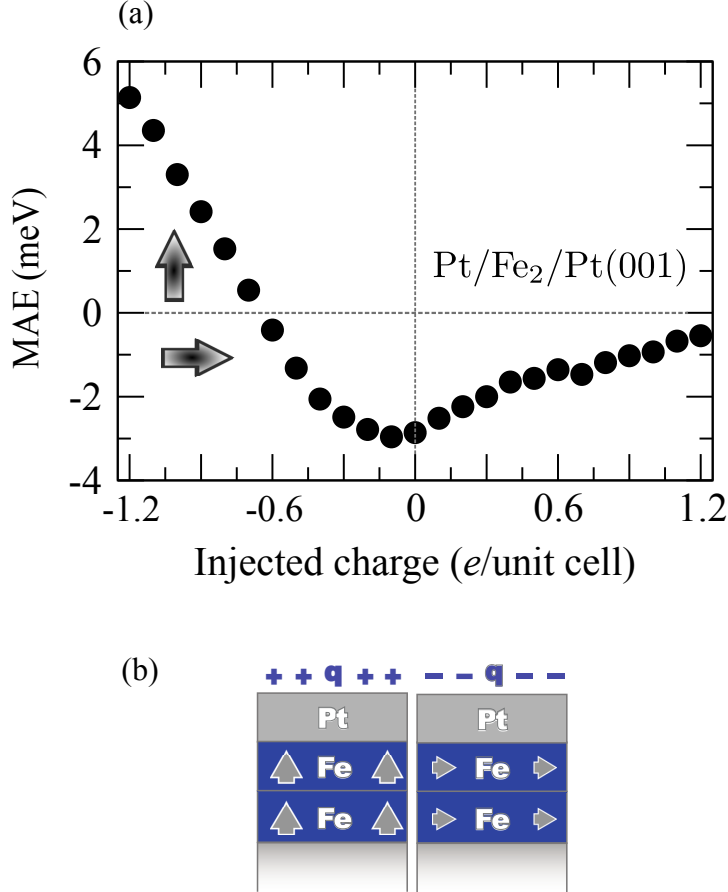 (a)
6
4
2
0
-2
-4
MAE (meV)
Pt/Fe₂/Pt(001)
-1.2
-0.6
0
0.6
1.2
Injected charge (e/unit cell)
(b)
+ + q + +
− − q − −
Pt
Pt
Fe
Fe
Fe
Fe